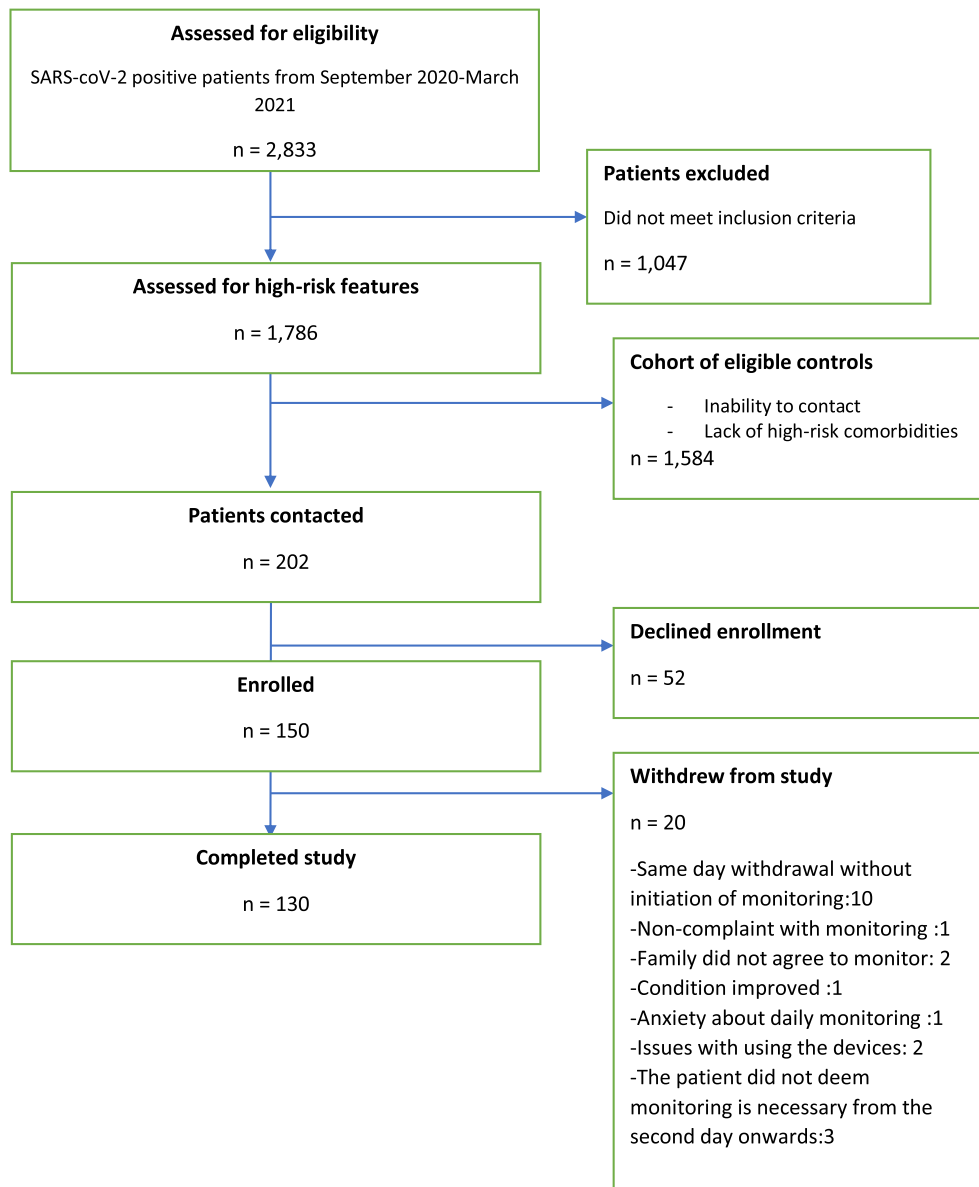 Assessed for eligibility
SARS-coV-2 positive patients from September 2020-March
2021
n = 2,833
Patients excluded
Did not meet inclusion criteria
n = 1,047
Assessed for high-risk features
n = 1,786
Cohort of eligible controls
- Inability to contact
- Lack of high-risk comorbidities
n = 1,584
Patients contacted
n = 202
Declined enrollment
n = 52
Enrolled
n = 150
Withdrew from study
n = 20
-Same day withdrawal without
initiation of monitoring:10
-Non-complaint with monitoring :1
-Family did not agree to monitor: 2
-Condition improved :1
-Anxiety about daily monitoring :1
-Issues with using the devices: 2
-The patient did not deem
monitoring is necessary from the
second day onwards:3
Completed study
n = 130